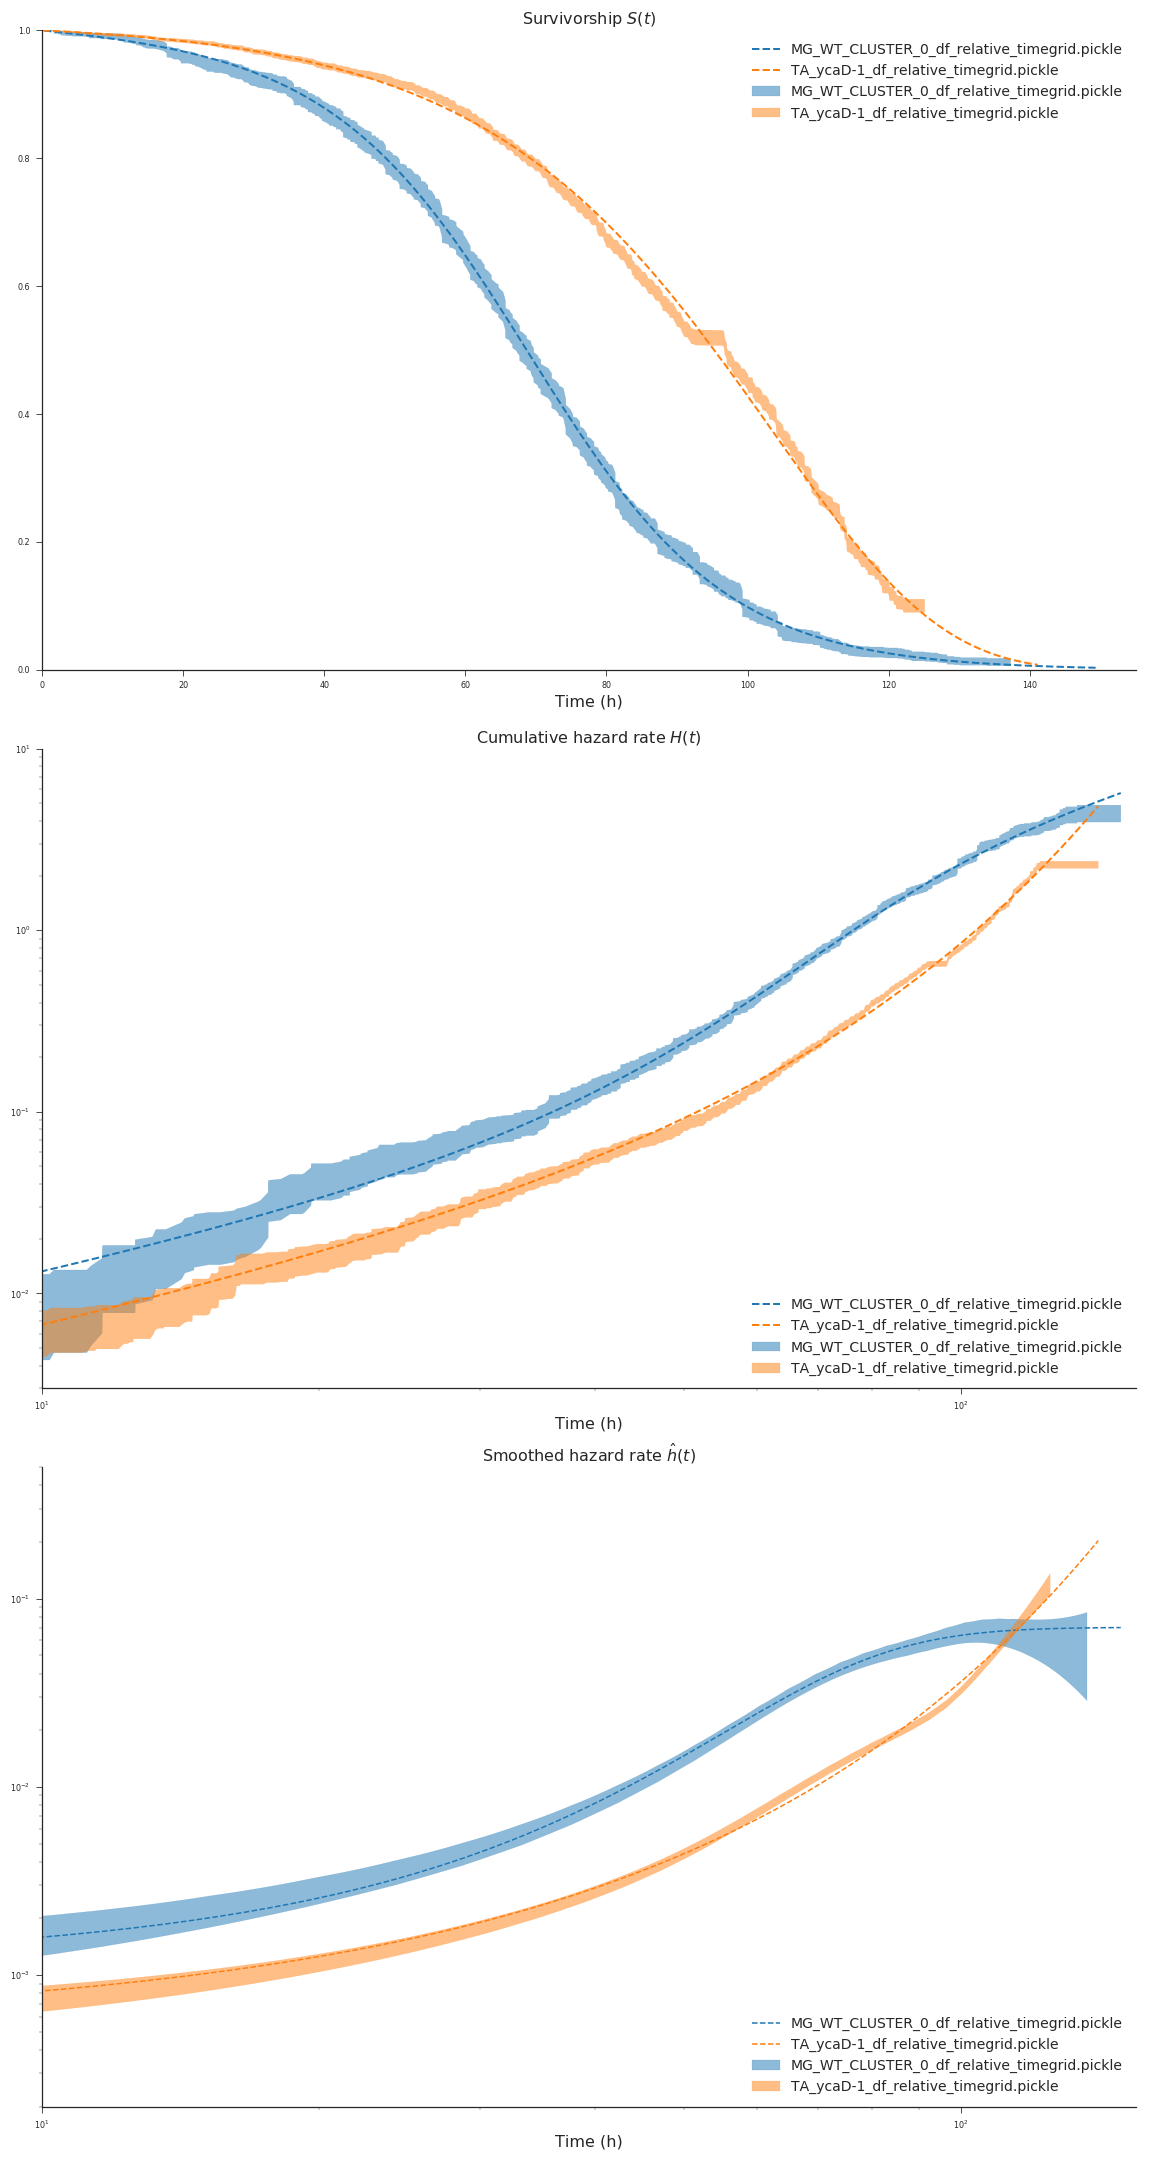 Survivorship S(t)
1.0
0.8
0.6
0.4
0.2
0.0
MG_WT_CLUSTER_0_df_relative_timegrid.pickle
TA_ycaD-1_df_relative_timegrid.pickle
MG_WT_CLUSTER_0_df_relative_timegrid.pickle
TA_ycaD-1_df_relative_timegrid.pickle
0 20 40 60 80 100 120 140
Time (h)
Cumulative hazard rate H(t)
10¹
10⁰
10⁻¹
10⁻²
MG_WT_CLUSTER_0_df_relative_timegrid.pickle
TA_ycaD-1_df_relative_timegrid.pickle
MG_WT_CLUSTER_0_df_relative_timegrid.pickle
TA_ycaD-1_df_relative_timegrid.pickle
10¹ 10²
Time (h)
Smoothed hazard rate ĥ(t)
10⁻¹
10⁻²
10⁻³
MG_WT_CLUSTER_0_df_relative_timegrid.pickle
TA_ycaD-1_df_relative_timegrid.pickle
MG_WT_CLUSTER_0_df_relative_timegrid.pickle
TA_ycaD-1_df_relative_timegrid.pickle
10¹ 10²
Time (h)